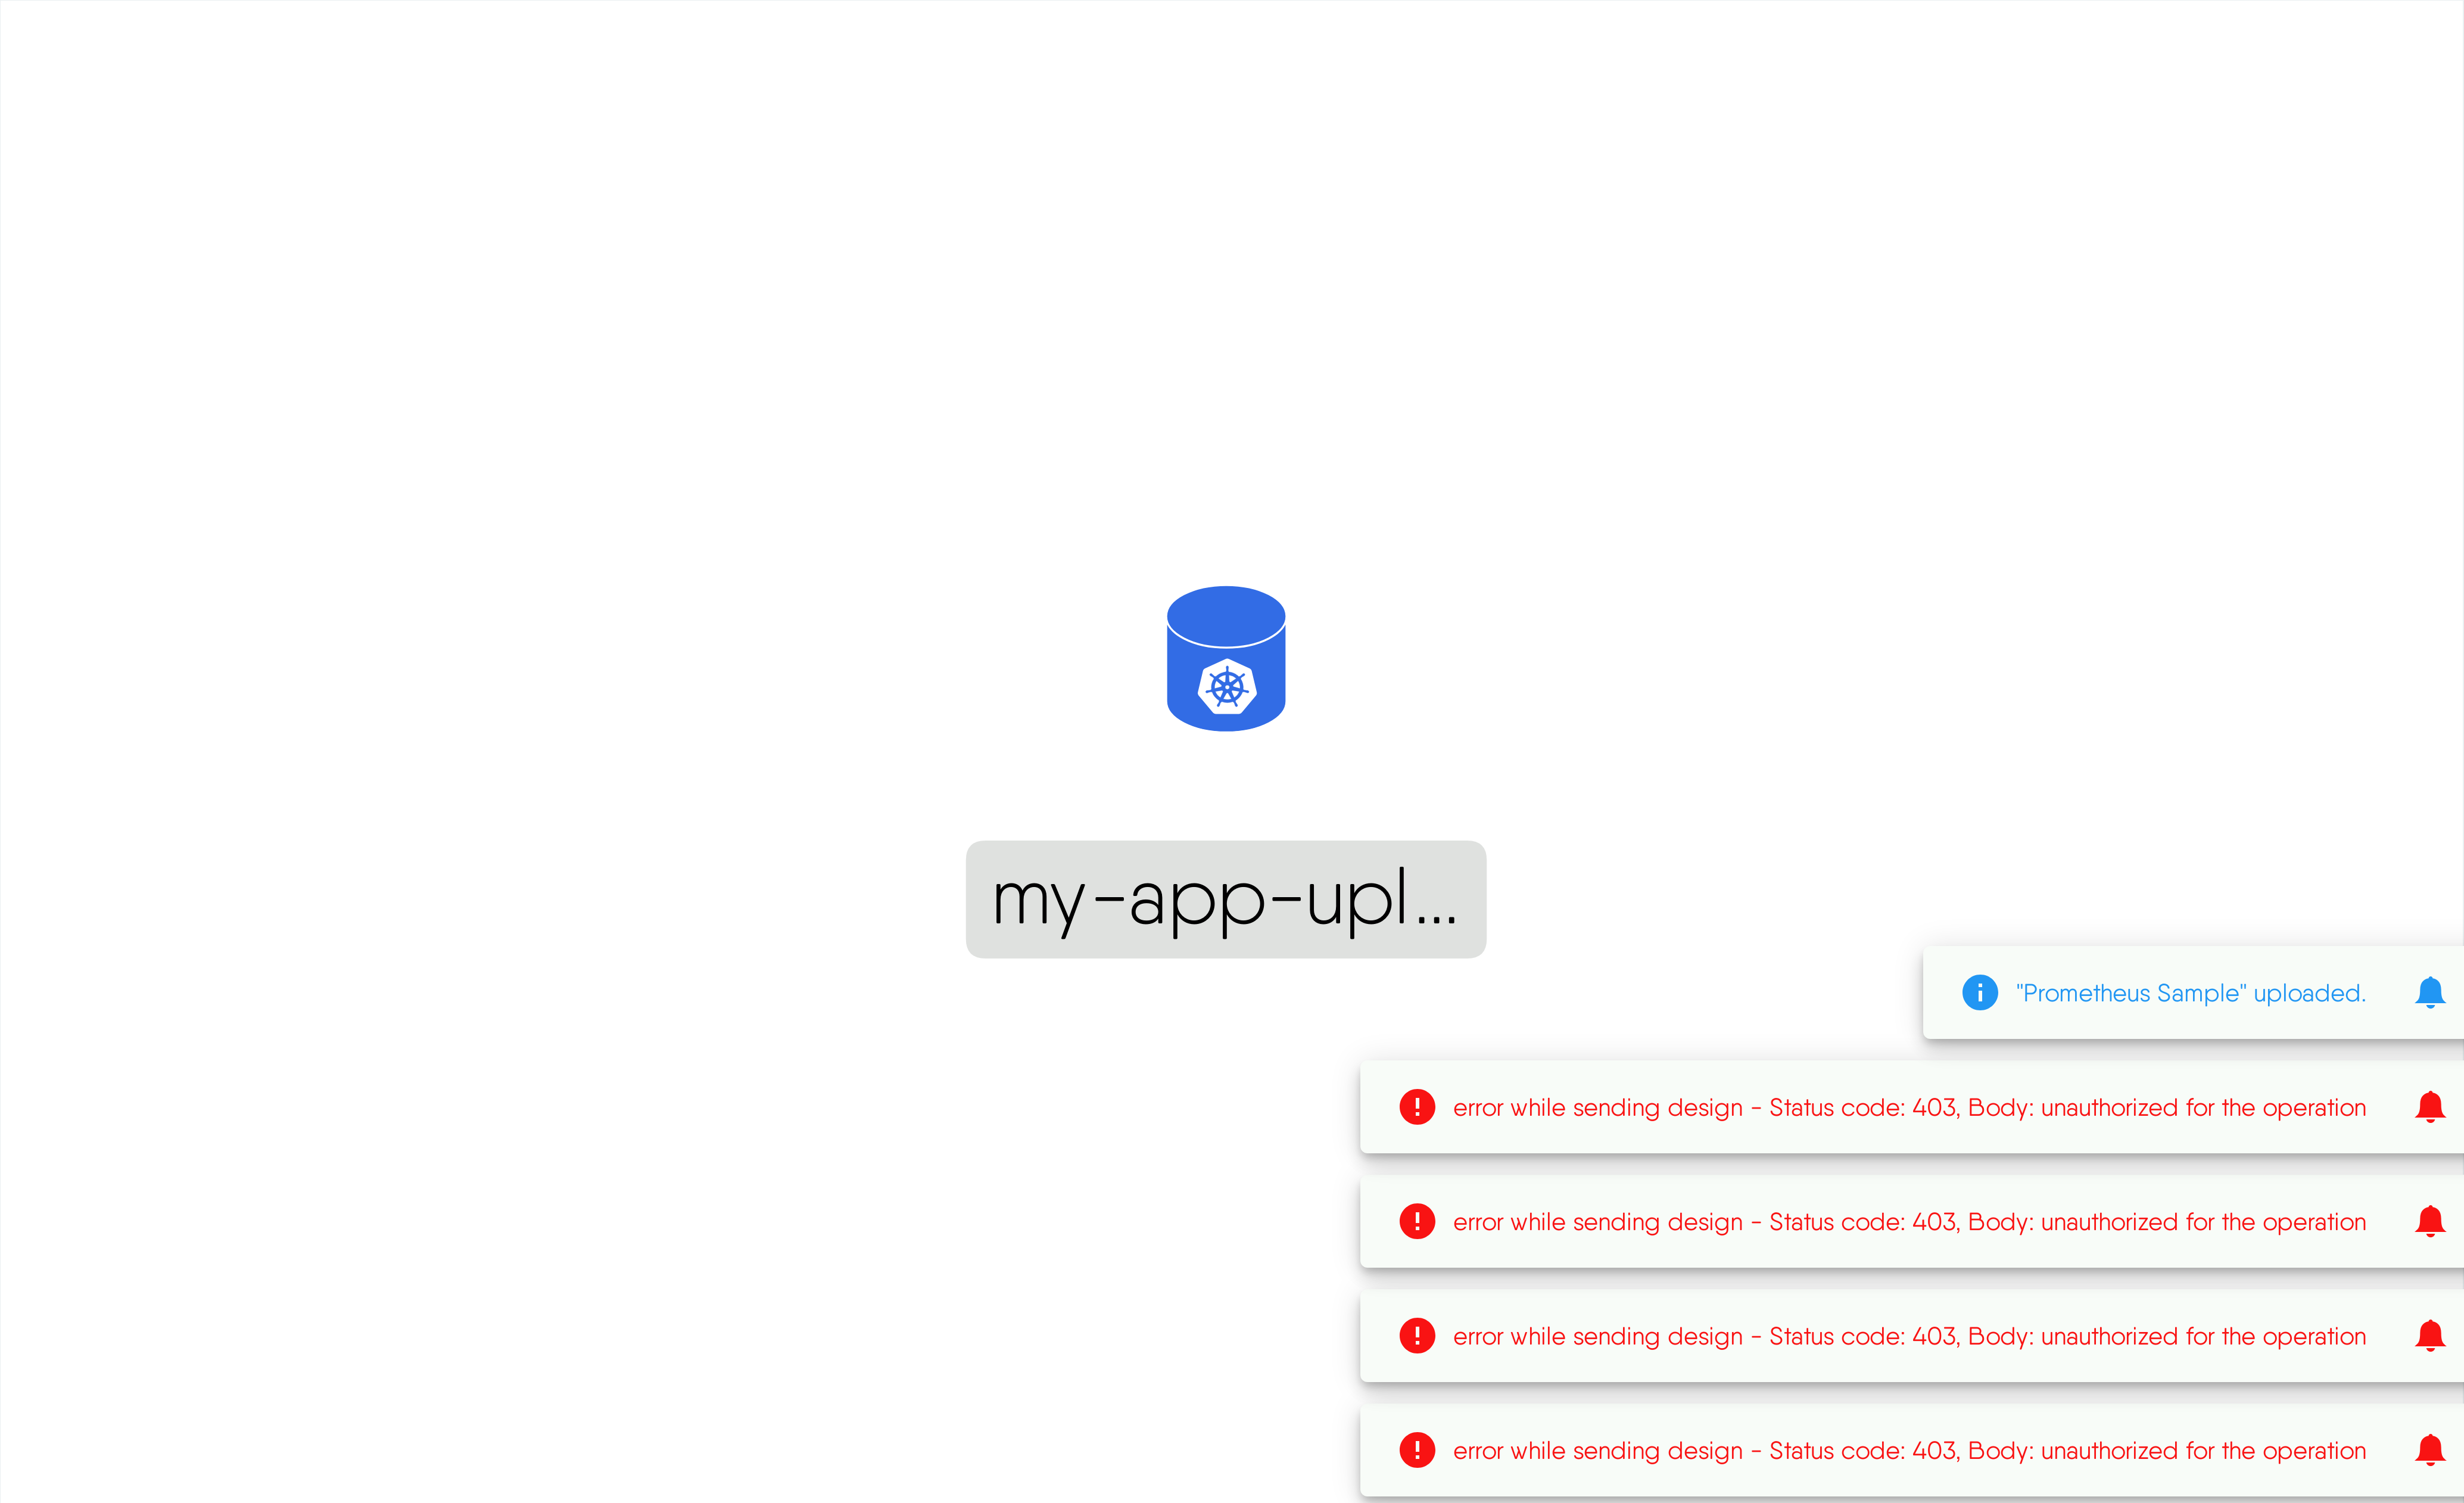 my-app-upl...
"Prometheus Sample" uploaded.
error while sending design - Status code: 403, Body: unauthorized for the operation
error while sending design - Status code: 403, Body: unauthorized for the operation
error while sending design - Status code: 403, Body: unauthorized for the operation
error while sending design - Status code: 403, Body: unauthorized for the operation